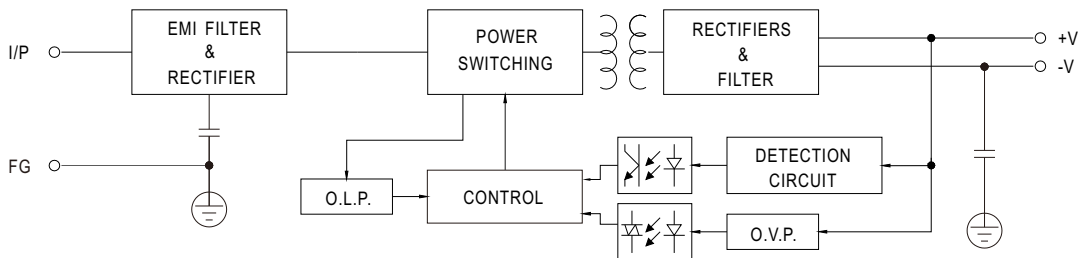 I/P
EMI FILTER
&
RECTIFIER
POWER
SWITCHING
RECTIFIERS
&
FILTER
+V
-V
FG
O.L.P.
CONTROL
DETECTION
CIRCUIT
O.V.P.